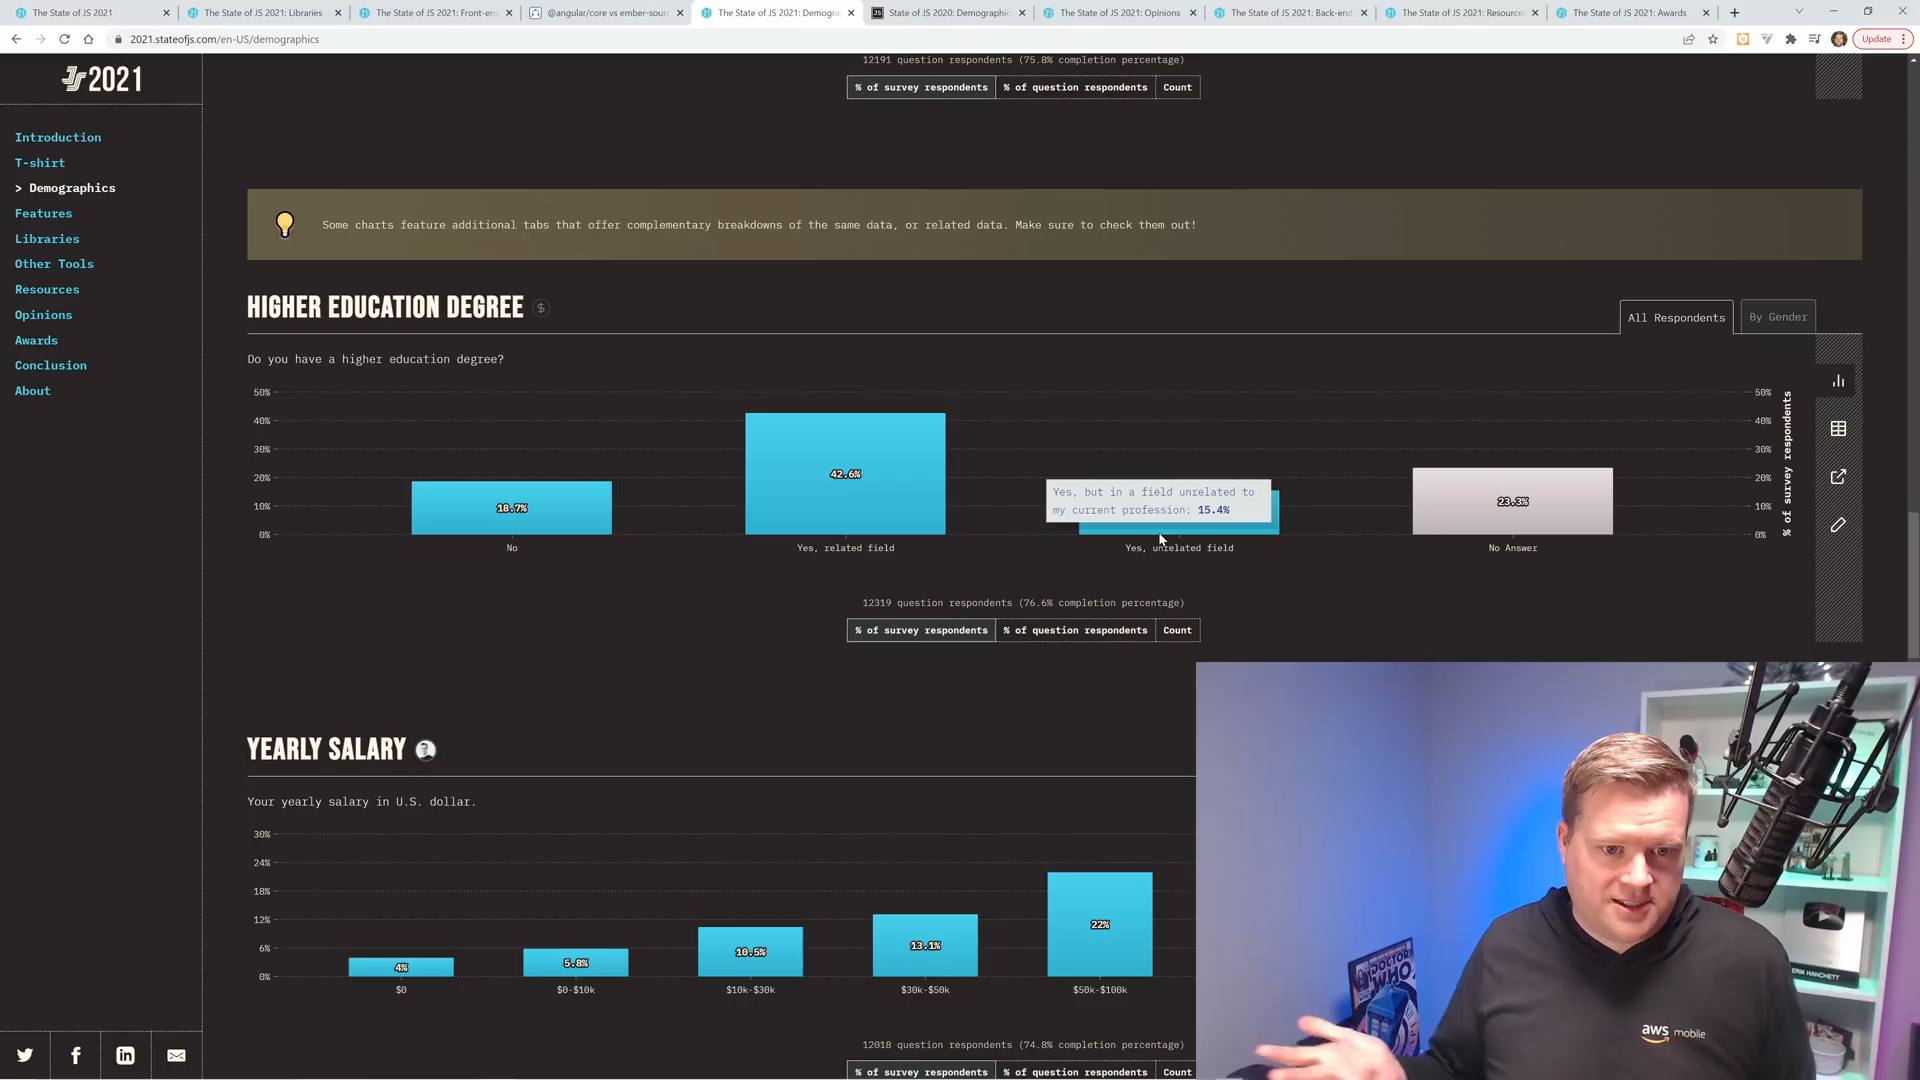 The State of JS 2021
The State of JS 2021: Libraries
The State of JS 2021: Front-en
@angular/core vs ember-sour
The State of JS 2021: Demogra
State of JS 2020: Demographic
The State of JS 2021: Opinions
The State of JS 2021: Back-end
The State of JS 2021: Resource
The State of JS 2021: Awards
2021.stateofjs.com/en-US/demographics
Update
JS 2021
Introduction
T-shirt
> Demographics
Features
Libraries
Other Tools
Resources
Opinions
Awards
Conclusion
About
12191 question respondents (75.8% completion percentage)
% of survey respondents % of question respondents Count
Some charts feature additional tabs that offer complementary breakdowns of the same data, or related data. Make sure to check them out!
HIGHER EDUCATION DEGREE $
All Respondents By Gender
Do you have a higher education degree?
50% 50%
40% 40%
30% 30%
20% 20%
10% 10%
0% 0%
% of survey respondents
18.7%
42.6%
Yes, but in a field unrelated to
my current profession: 15.4%
23.3%
No Yes, related field Yes, unrelated field No Answer
12319 question respondents (76.6% completion percentage)
% of survey respondents % of question respondents Count
YEARLY SALARY
Your yearly salary in U.S. dollar.
30%
24%
18%
12%
6%
0%
4% 5.8% 10.5% 13.1% 22%
$0 $0-$10k $10k-$30k $30k-$50k $50k-$100k
12018 question respondents (74.8% completion percentage)
% of survey respondents % of question respondents Count
DOCTOR
WHO
ERIK HANCHETT
aws mobile